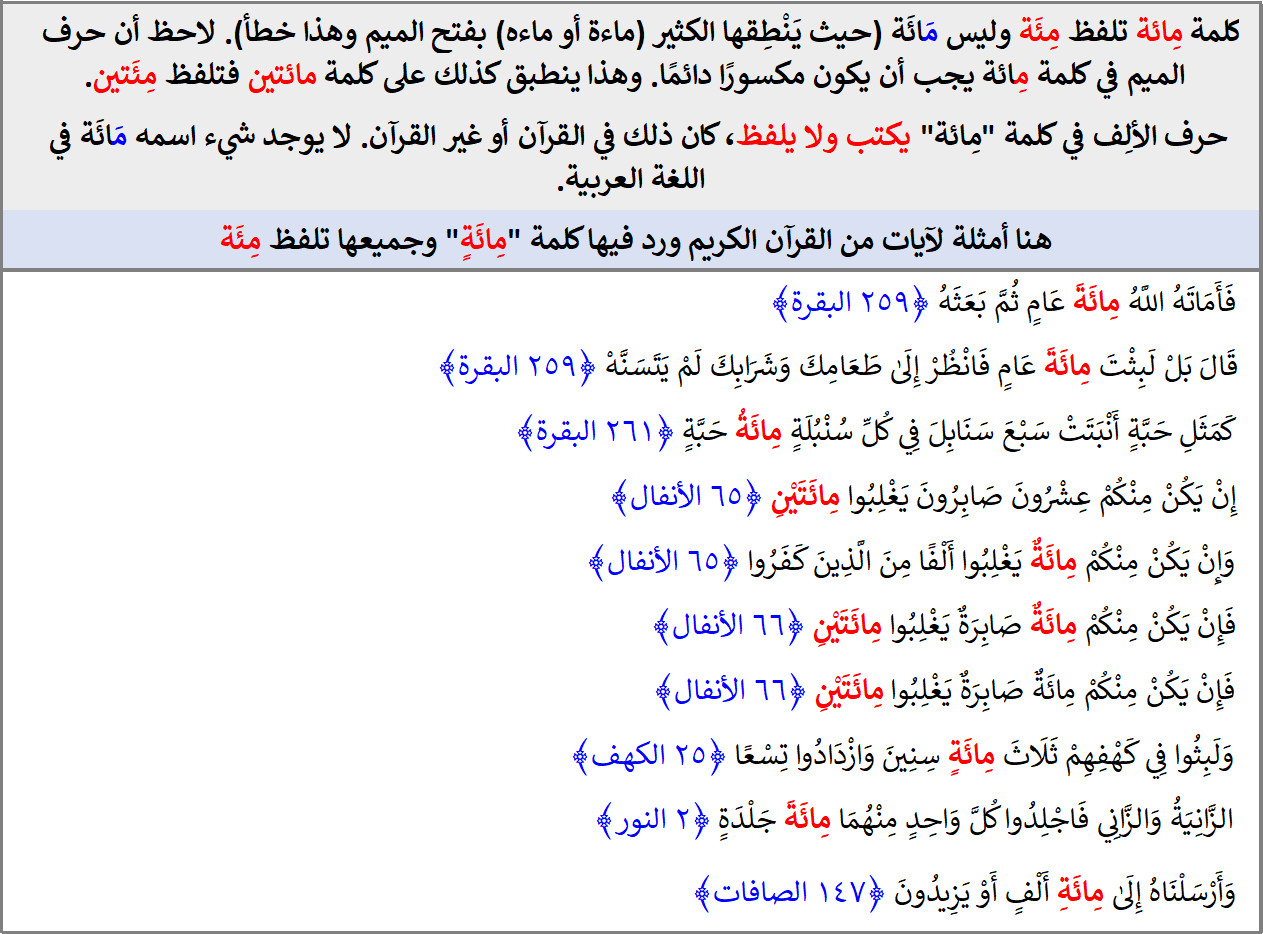 كلمة مِائة تلفظ مِئَة وليس مَائَة (حيث يَنْطِقها الكثير (ماءة أو ماءه) بفتح الميم وهذا خطأ). لاحظ أن حرف
الميم في كلمة مِائة يجب أن يكون مكسورًا دائمًا. وهذا ينطبق كذلك على كلمة مائتين فتلفظ مِئَتين.
حرف الألِف في كلمة "مِائة" يكتب ولا يلفظ، كان ذلك في القرآن أو غير القرآن. لا يوجد شيء اسمه مَائَة في
اللغة العربية.
هنا أمثلة لآيات من القرآن الكريم ورد فيها كلمة "مِائَةٍ" وجميعها تلفظ مِئَة
فَأَمَاتَهُ اللَّهُ مِائَةَ عَامٍ ثُمَّ بَعَثَهُ ﴿٢٥٩ البقرة﴾
قَالَ بَلْ لَبِثْتَ مِائَةَ عَامٍ فَانْظُرْ إِلَىٰ طَعَامِكَ وَشَرَابِكَ لَمْ يَتَسَنَّهْ ﴿٢٥٩ البقرة﴾
كَمَثَلِ حَبَّةٍ أَنْبَتَتْ سَبْعَ سَنَابِلَ فِي كُلِّ سُنْبُلَةٍ مِائَةُ حَبَّةٍ ﴿٢٦١ البقرة﴾
إِنْ يَكُنْ مِنْكُمْ عِشْرُونَ صَابِرُونَ يَغْلِبُوا مِائَتَيْنِ ﴿٦٥ الأنفال﴾
وَإِنْ يَكُنْ مِنْكُمْ مِائَةٌ يَغْلِبُوا أَلْفًا مِنَ الَّذِينَ كَفَرُوا ﴿٦٥ الأنفال﴾
فَإِنْ يَكُنْ مِنْكُمْ مِائَةٌ صَابِرَةٌ يَغْلِبُوا مِائَتَيْنِ ﴿٦٦ الأنفال﴾
فَإِنْ يَكُنْ مِنْكُمْ مِائَةٌ صَابِرَةٌ يَغْلِبُوا مِائَتَيْنِ ﴿٦٦ الأنفال﴾
وَلَبِثُوا فِي كَهْفِهِمْ ثَلَاثَ مِائَةٍ سِنِينَ وَازْدَادُوا تِسْعًا ﴿٢٥ الكهف﴾
الزَّانِيَةُ وَالزَّانِي فَاجْلِدُوا كُلَّ وَاحِدٍ مِنْهُمَا مِائَةَ جَلْدَةٍ ﴿٢ النور﴾
وَأَرْسَلْنَاهُ إِلَىٰ مِائَةِ أَلْفٍ أَوْ يَزِيدُونَ ﴿١٤٧ الصافات﴾